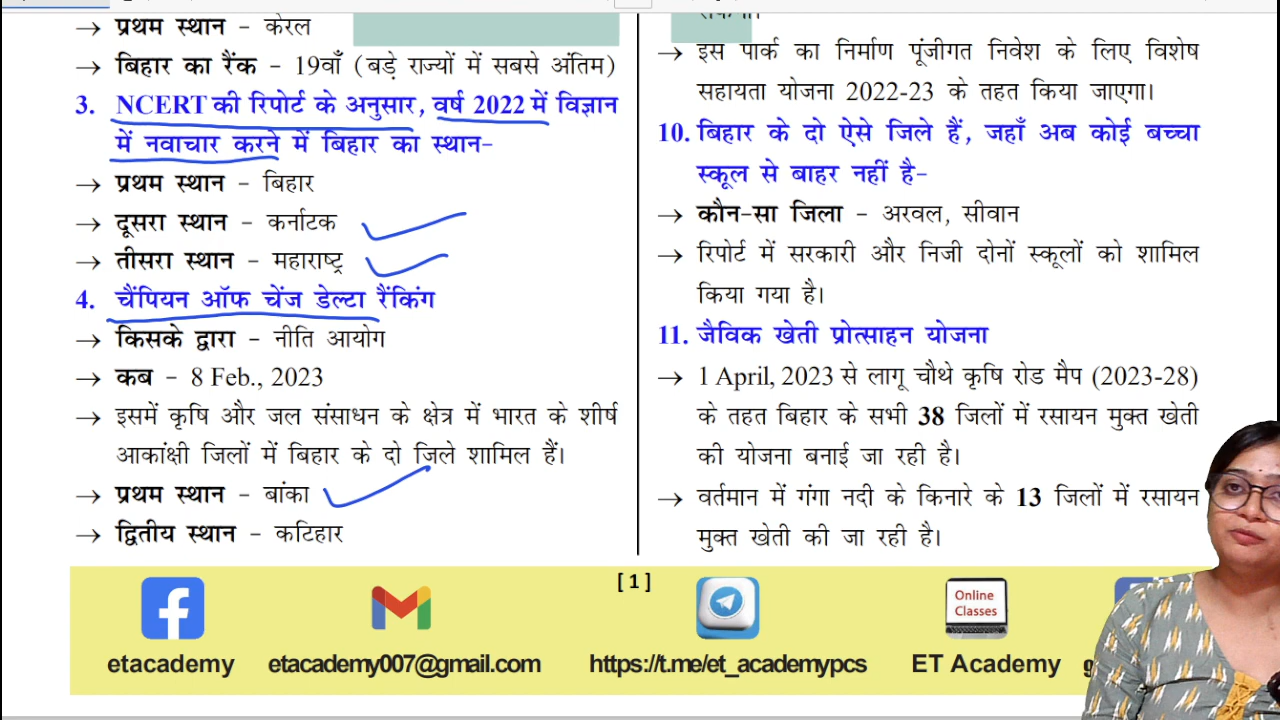 → प्रथम स्थान - केरल
→ बिहार का रैंक - 19वाँ (बड़े राज्यों में सबसे अंतिम)
3. NCERT की रिपोर्ट के अनुसार, वर्ष 2022 में विज्ञान
में नवाचार करने में बिहार का स्थान-
→ प्रथम स्थान - बिहार
→ दूसरा स्थान - कर्नाटक
→ तीसरा स्थान - महाराष्ट्र
4. चैंपियन ऑफ चेंज डेल्टा रैंकिंग
→ किसके द्वारा - नीति आयोग
→ कब - 8 Feb., 2023
→ इसमें कृषि और जल संसाधन के क्षेत्र में भारत के शीर्ष
आकांक्षी जिलों में बिहार के दो जिले शामिल हैं।
→ प्रथम स्थान - बांका
→ द्वितीय स्थान - कटिहार
→ इस पार्क का निर्माण पूंजीगत निवेश के लिए विशेष
सहायता योजना 2022-23 के तहत किया जाएगा।
10. बिहार के दो ऐसे जिले हैं, जहाँ अब कोई बच्चा
स्कूल से बाहर नहीं है-
→ कौन-सा जिला - अरवल, सीवान
→ रिपोर्ट में सरकारी और निजी दोनों स्कूलों को शामिल
किया गया है।
11. जैविक खेती प्रोत्साहन योजना
→ 1 April, 2023 से लागू चौथे कृषि रोड मैप (2023-28)
के तहत बिहार के सभी 38 जिलों में रसायन मुक्त खेती
की योजना बनाई जा रही है।
→ वर्तमान में गंगा नदी के किनारे के 13 जिलों में रसायन
मुक्त खेती की जा रही है।
[ 1 ]
Online
Classes
etacademy
etacademy007@gmail.com
https://t.me/et_academypcs
ET Academy